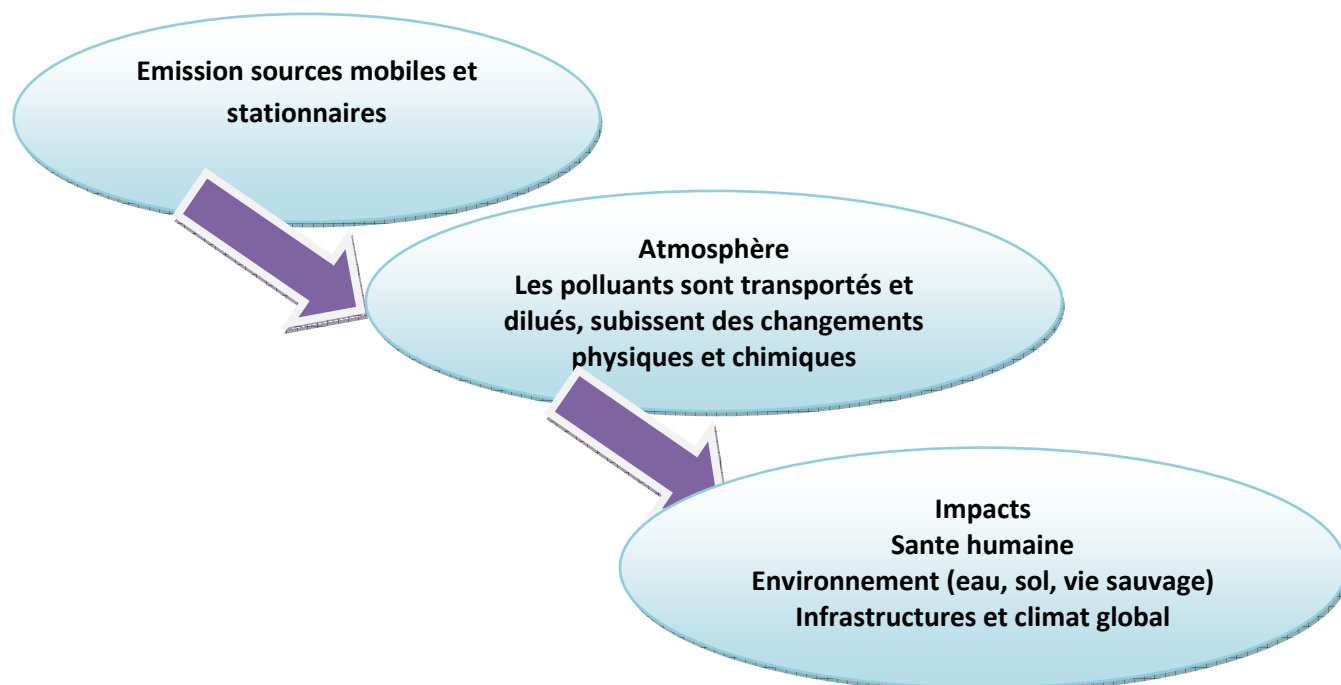 Emission sources mobiles et
stationnaires
Atmosphère
Les polluants sont transportés et
dilués, subissent des changements
physiques et chimiques
Impacts
Sante humaine
Environnement (eau, sol, vie sauvage)
Infrastructures et climat global